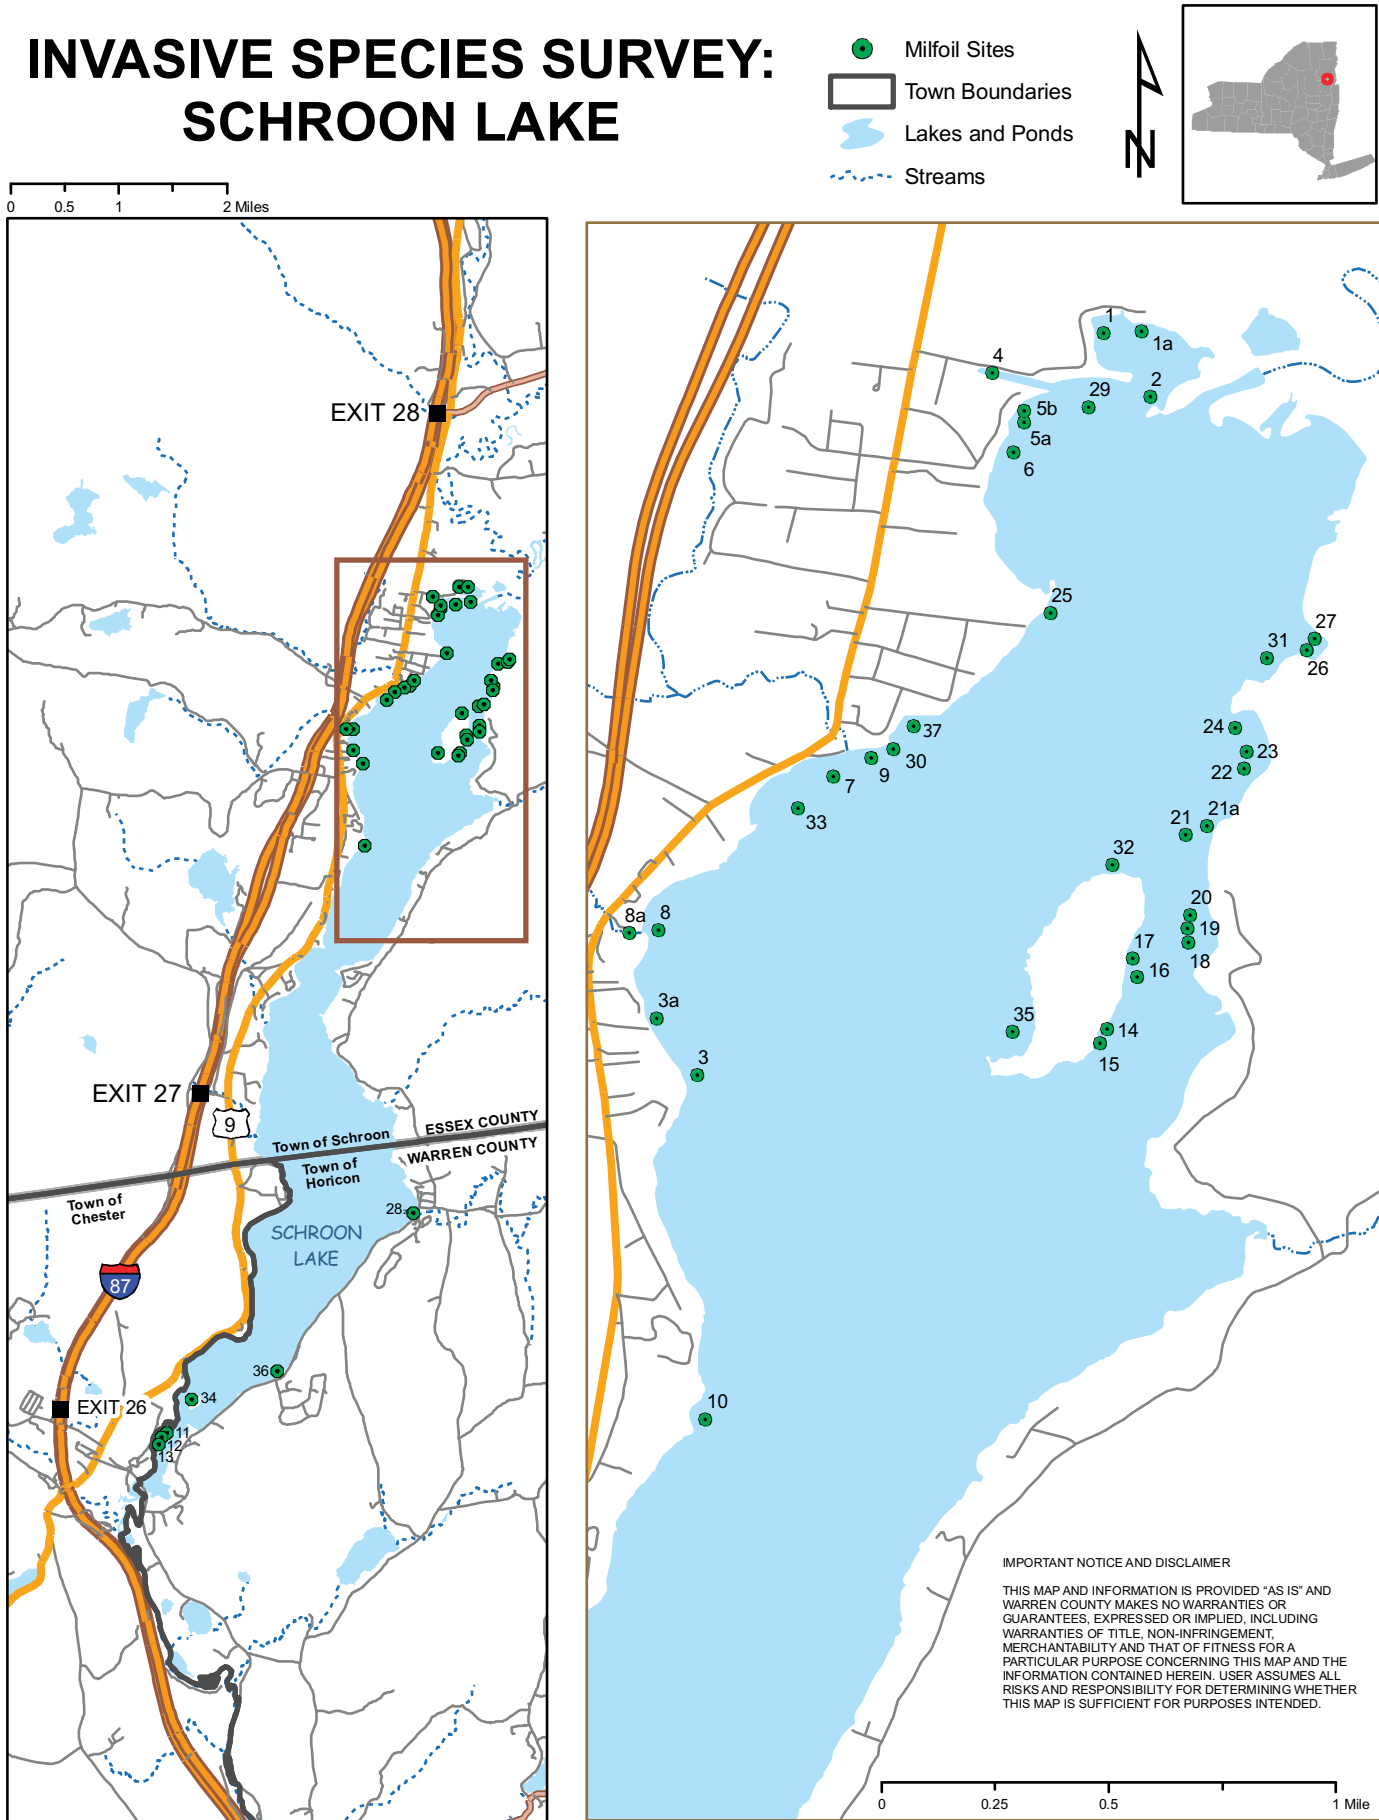 INVASIVE SPECIES SURVEY:
SCHROON LAKE
Milfoil Sites
Town Boundaries
Lakes and Ponds
Streams
N
0 0.5 1 2 Miles
EXIT 28
EXIT 27
9
Town of Schroon
ESSEX COUNTY
WARREN COUNTY
Town of
Horicon
Town of
Chester
28
SCHROON
LAKE
87
36
34
EXIT 26
11
12
13
1
1a
4
2
29
5b
5a
6
25
27
31
26
37
24
30
23
9
22
7
33
21a
21
32
20
8a
8
19
18
17
16
3a
35
14
15
3
10
IMPORTANT NOTICE AND DISCLAIMER
THIS MAP AND INFORMATION IS PROVIDED “AS IS” AND
WARREN COUNTY MAKES NO WARRANTIES OR
GUARANTEES, EXPRESSED OR IMPLIED, INCLUDING
WARRANTIES OF TITLE, NON-INFRINGEMENT,
MERCHANTABILITY AND THAT OF FITNESS FOR A
PARTICULAR PURPOSE CONCERNING THIS MAP AND THE
INFORMATION CONTAINED HEREIN. USER ASSUMES ALL
RISKS AND RESPONSIBILITY FOR DETERMINING WHETHER
THIS MAP IS SUFFICIENT FOR PURPOSES INTENDED.
0 0.25 0.5 1 Mile